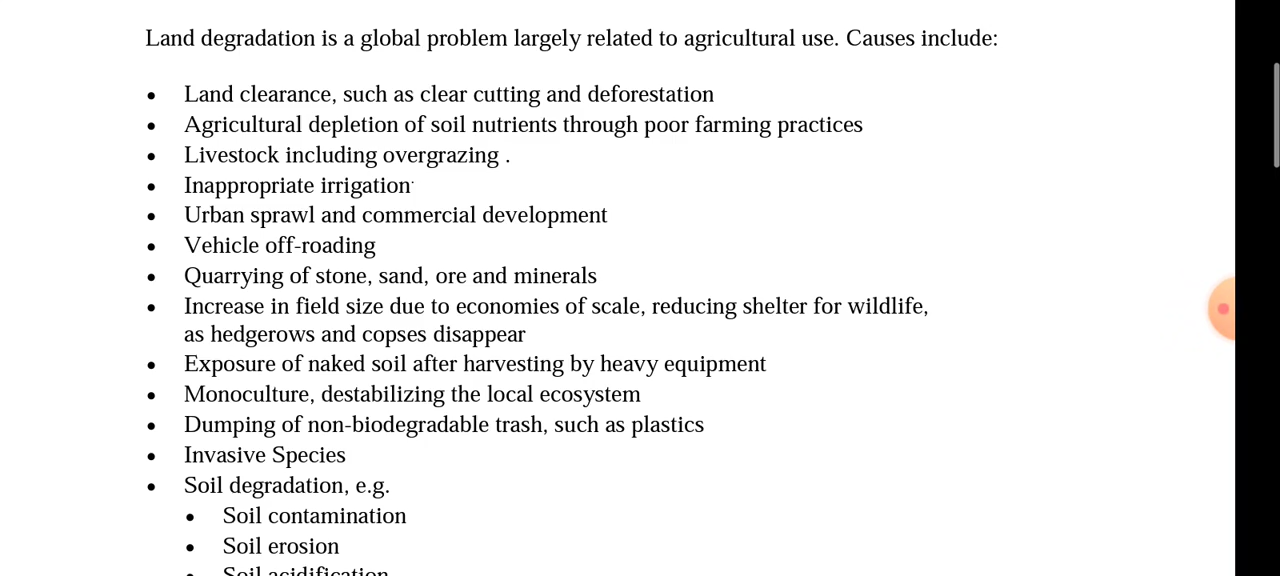 Land degradation is a global problem largely related to agricultural use. Causes include:
• Land clearance, such as clear cutting and deforestation
• Agricultural depletion of soil nutrients through poor farming practices
• Livestock including overgrazing .
• Inappropriate irrigation.
• Urban sprawl and commercial development
• Vehicle off-roading
• Quarrying of stone, sand, ore and minerals
• Increase in field size due to economies of scale, reducing shelter for wildlife,
as hedgerows and copses disappear
• Exposure of naked soil after harvesting by heavy equipment
• Monoculture, destabilizing the local ecosystem
• Dumping of non-biodegradable trash, such as plastics
• Invasive Species
• Soil degradation, e.g.
• Soil contamination
• Soil erosion
• Soil acidification